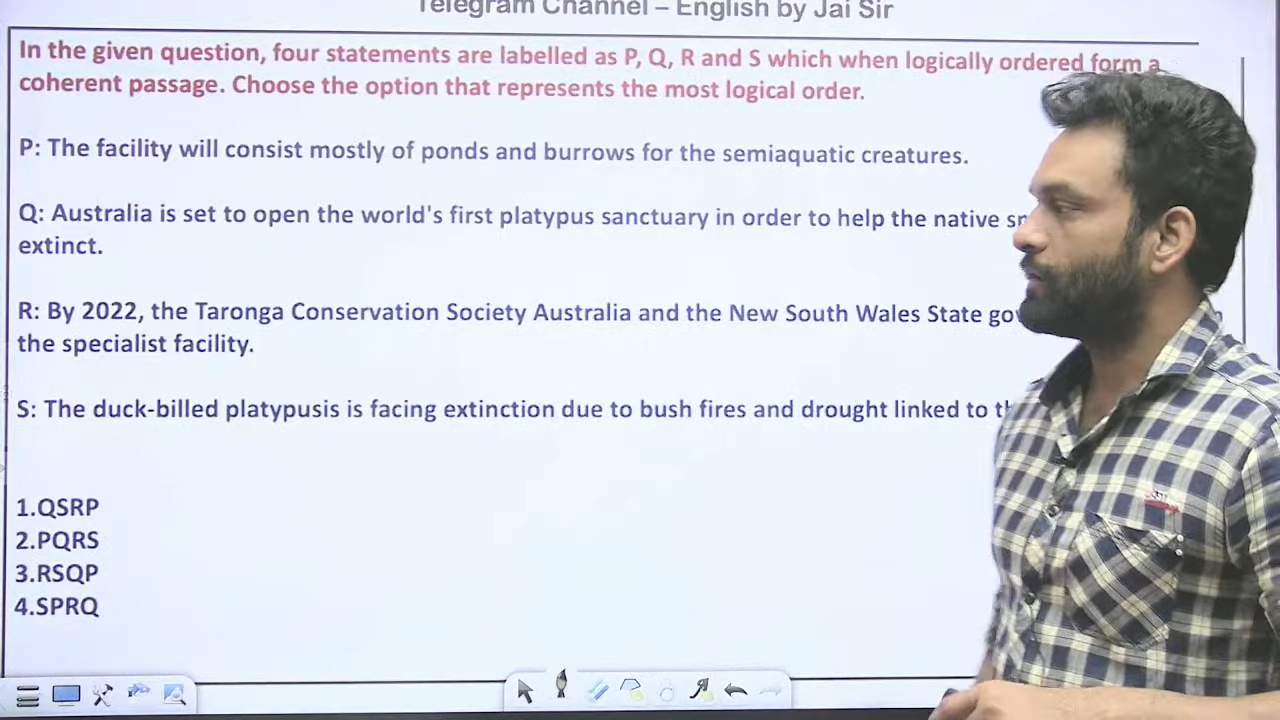 Telegram Channel – English by Jai Sir
In the given question, four statements are labelled as P, Q, R and S which when logically ordered form a
coherent passage. Choose the option that represents the most logical order.
P: The facility will consist mostly of ponds and burrows for the semiaquatic creatures.
Q: Australia is set to open the world's first platypus sanctuary in order to help the native
extinct.
R: By 2022, the Taronga Conservation Society Australia and the New South Wales State
the specialist facility.
S: The duck-billed platypusis is facing extinction due to bush fires and drought linked to
1.QSRP
2.PQRS
3.RSQP
4.SPRQ